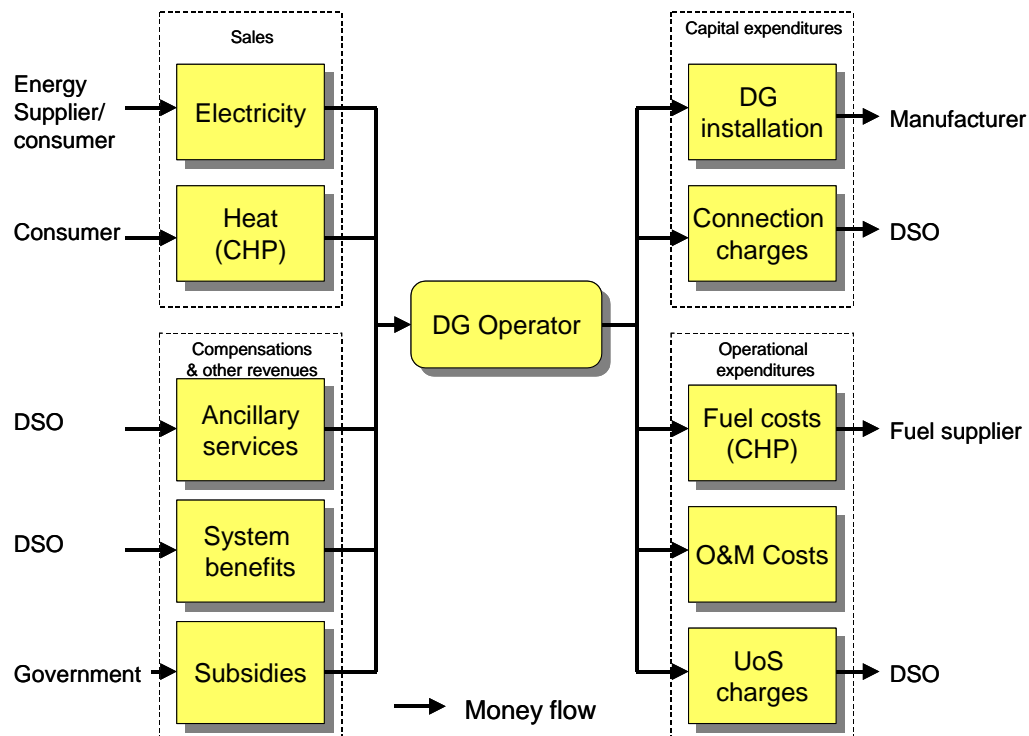 Sales
Energy
Supplier/
consumer
Electricity
Consumer
Heat
(CHP)
Compensations
& other revenues
DSO
Ancillary
services
DSO
System
benefits
Government
Subsidies
DG Operator
Money flow
Capital expenditures
DG
installation
Manufacturer
Connection
charges
DSO
Operational
expenditures
Fuel costs
(CHP)
Fuel supplier
O&M Costs
UoS
charges
DSO